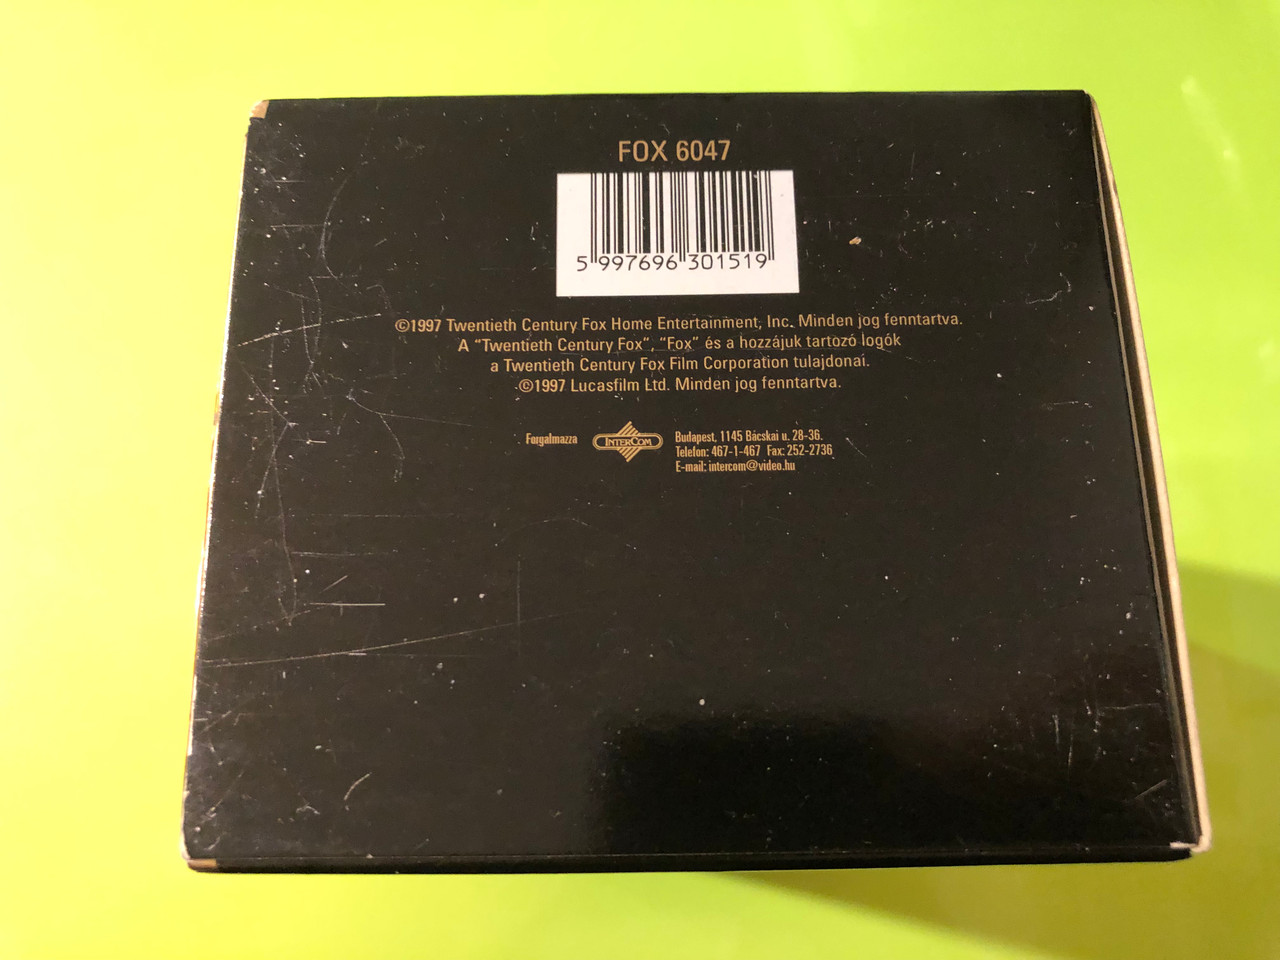 FOX 6047
5 997696 301519
©1997 Twentieth Century Fox Home Entertainment, Inc. Minden jog fenntartva.
A "Twentieth Century Fox", "Fox" és a hozzájuk tartozó logók
a Twentieth Century Fox Film Corporation tulajdonai.
©1997 Lucasfilm Ltd. Minden jog fenntartva.
Forgalmazza
INTERCOM
Budapest, 1145 Bácskai u. 28-36.
Telefon: 467-1-467 Fax: 252-2736
E-mail: intercom@video.hu